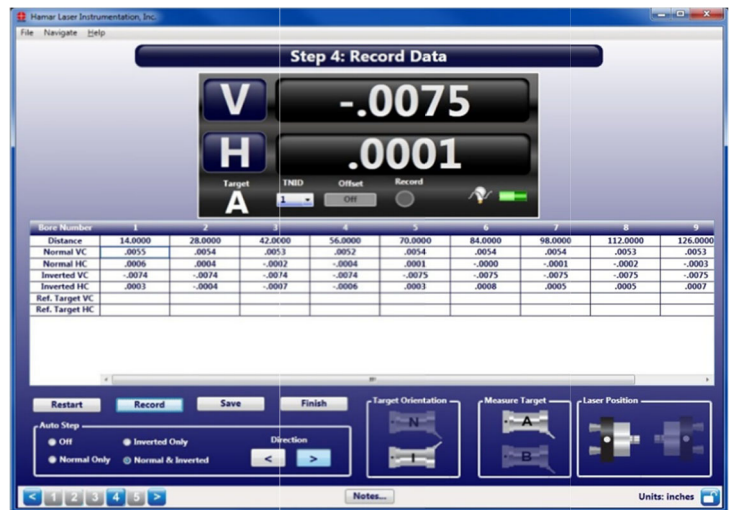 Hamar Laser Instrumentation, Inc.
File Navigate Help
Step 4: Record Data
V -.0075
H .0001
Target TNID Offset Record
A 1 Off
Bore Number 1 2 3 4 5 6 7 8 9
Distance 14.0000 28.0000 42.0000 56.0000 70.0000 84.0000 98.0000 112.0000 126.0000
Normal VC .0055 .0054 .0053 .0052 .0054 .0054 .0054 .0053 .0053
Normal HC .0006 .0004 -.0002 -.0004 .0001 -.0000 -.0001 -.0002 -.0003
Inverted VC -.0074 -.0074 -.0074 -.0074 -.0075 -.0075 -.0075 -.0075 -.0075
Inverted HC .0003 -.0004 -.0007 -.0006 .0003 .0008 .0005 .0005 .0007
Ref. Target VC
Ref. Target HC
Restart Record Save Finish Target Orientation Measure Target Laser Position
N A
Auto Step
Off Inverted Only Direction
Normal Only Normal & Inverted < > I B
< 1 2 3 4 5 > Notes... Units: inches